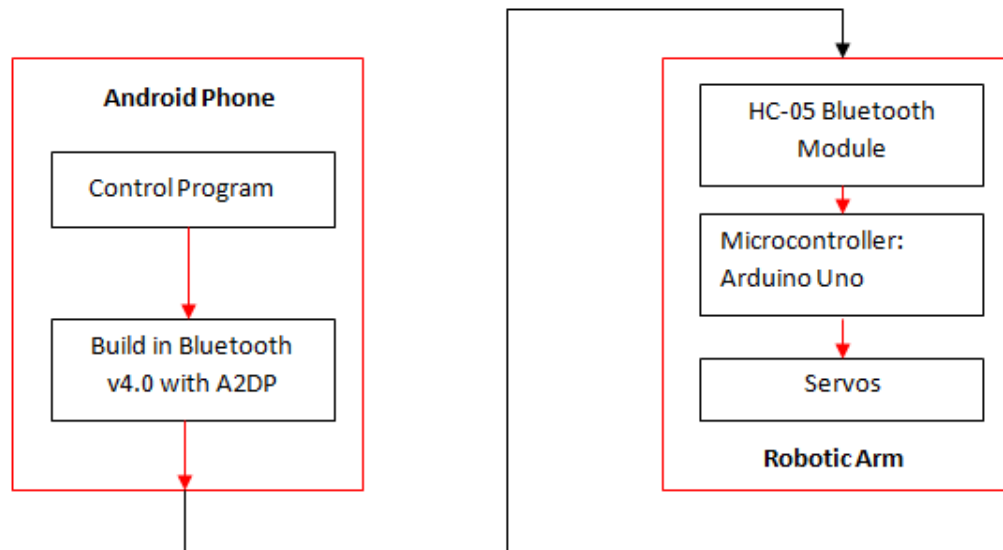 Android Phone
Control Program
Build in Bluetooth
v4.0 with A2DP
HC-05 Bluetooth
Module
Microcontroller:
Arduino Uno
Servos
Robotic Arm